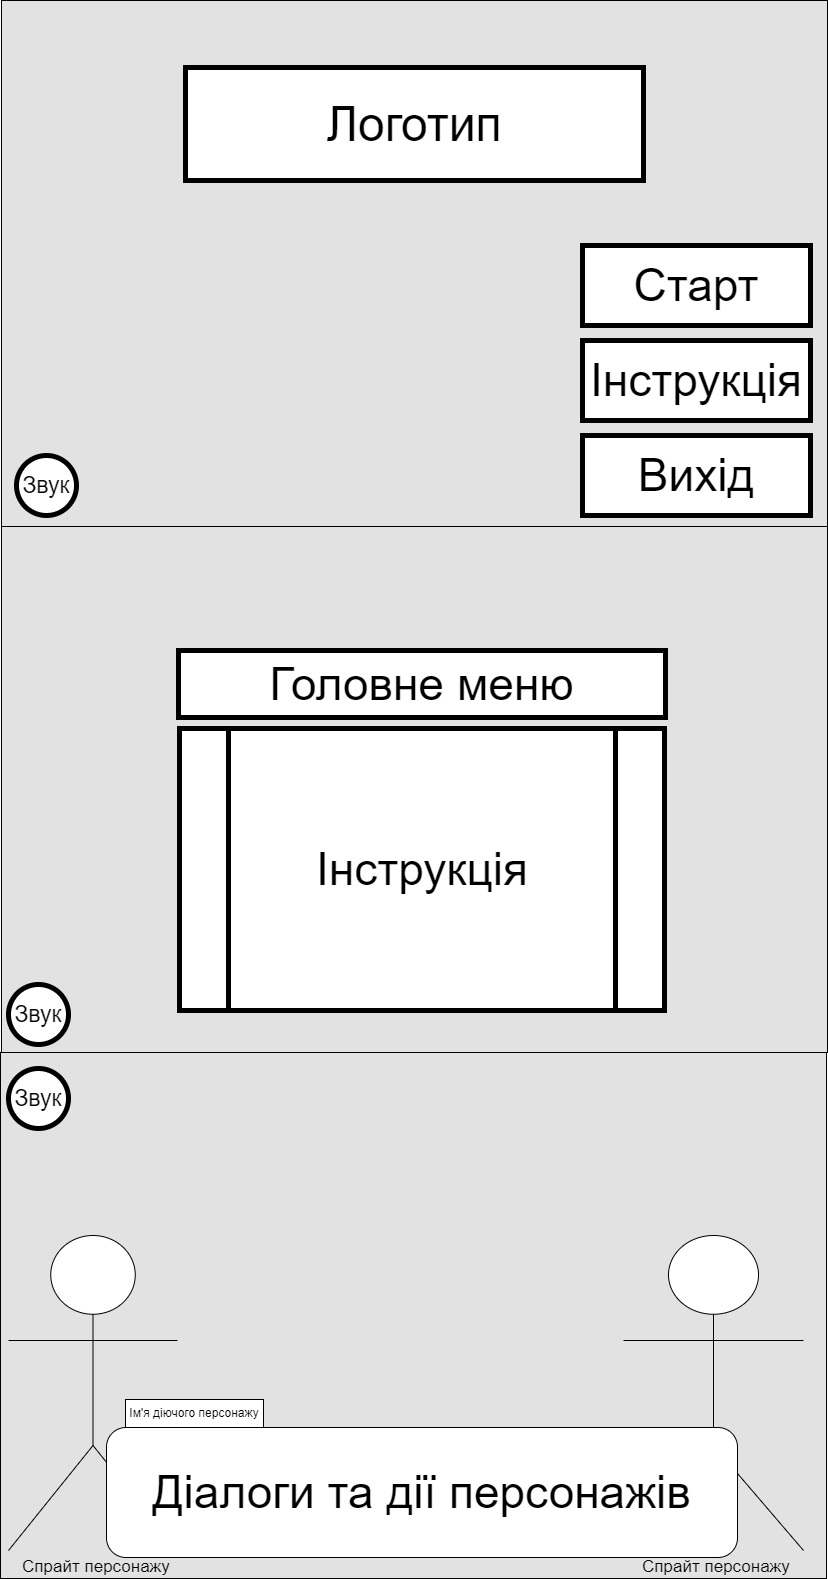 Логотип
Старт
Інструкція
Вихід
Звук
Головне меню
Інструкція
Звук
Звук
Ім'я діючого персонажу
Діалоги та дії персонажів
Спрайт персонажу
Спрайт персонажу